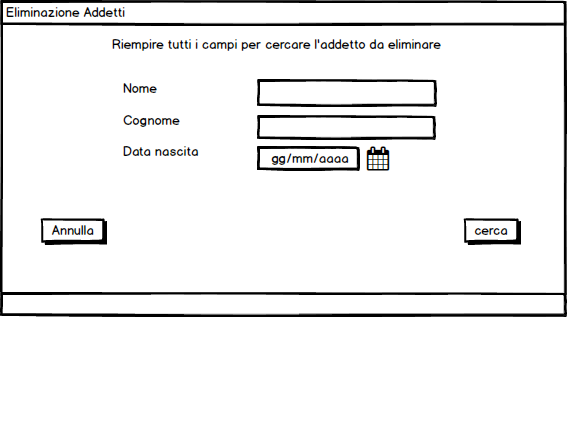 Eliminazione Addetti
Riempire tutti i campi per cercare l'addetto da eliminare
Nome
Cognome
Data nascita gg/mm/aaaa
Annulla cerca